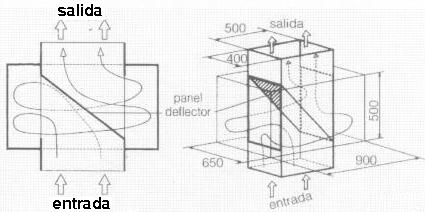 salida
entrada
500
salida
400
panel
deflector
500
650
900
entrada